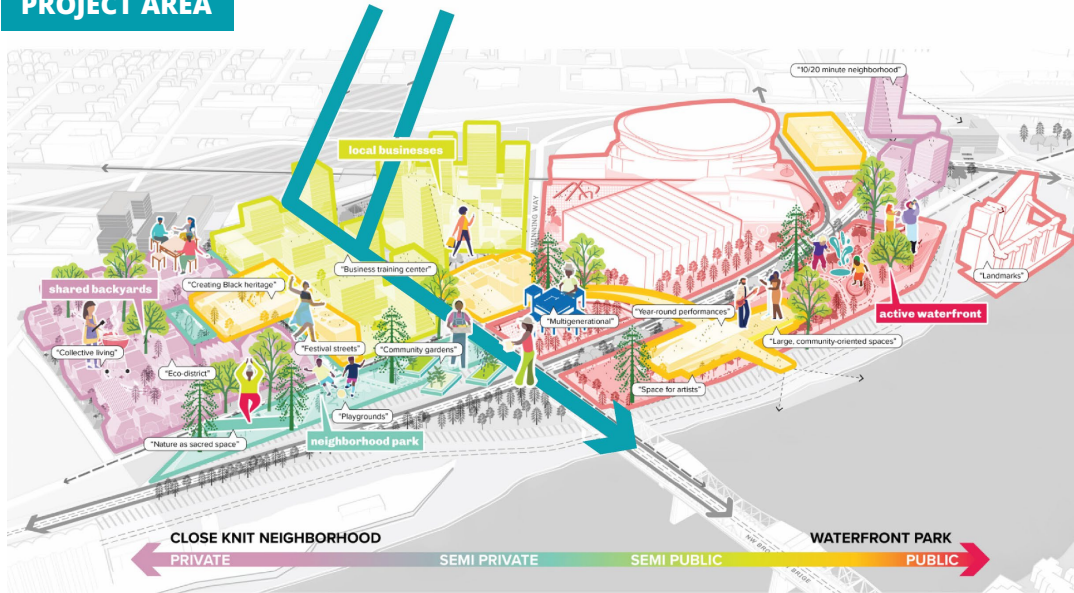 PROJECT AREA
"10/20 minute neighborhood"
local businesses
"Business training center"
"Landmarks"
shared backyards
"Creating Black heritage"
"Multigenerational"
"Year-round performances"
active waterfront
"Collective living"
"Festival streets"
"Community gardens"
"Large, community-oriented spaces"
"Eco-district"
"Space for artists"
"Playgrounds"
"Nature as sacred space"
neighborhood park
CLOSE KNIT NEIGHBORHOOD
WATERFRONT PARK
PRIVATE
SEMI PRIVATE
SEMI PUBLIC
PUBLIC